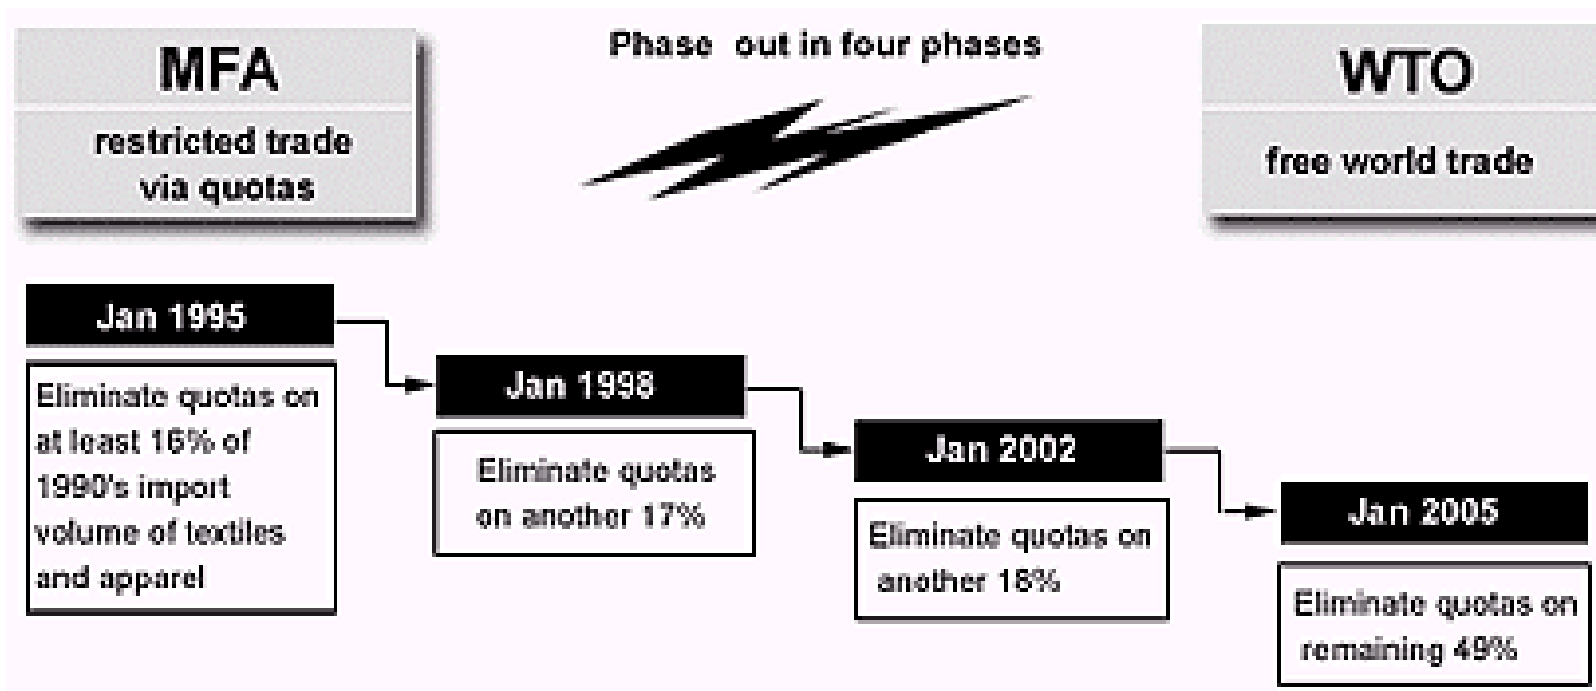 MFA
restricted trade
via quotas
Phase out in four phases
WTO
free world trade
Jan 1995
Eliminate quotas on
at least 16% of
1990's import
volume of textiles
and apparel
Jan 1998
Eliminate quotas
on another 17%
Jan 2002
Eliminate quotas on
another 18%
Jan 2005
Eliminate quotas on
remaining 49%